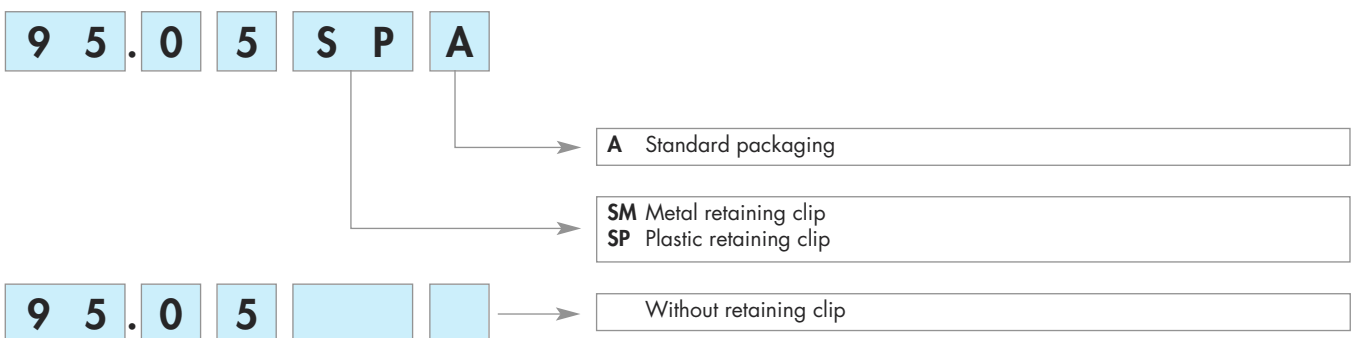 9 5 . 0 5 S P A
A Standard packaging
SM Metal retaining clip
SP Plastic retaining clip
9 5 . 0 5
Without retaining clip